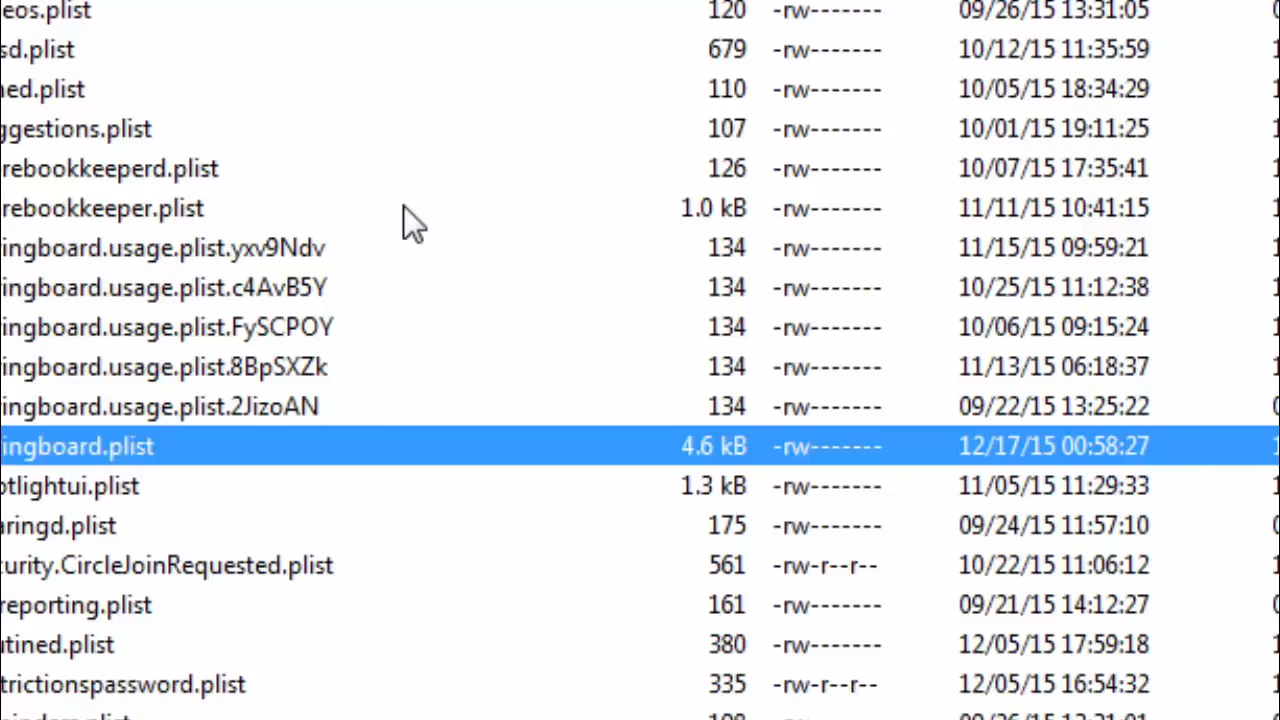 eos.plist 120 -rw------- 09/26/15 13:31:05
sd.plist 679 -rw------- 10/12/15 11:35:59
ned.plist 110 -rw------- 10/05/15 18:34:29
ggestions.plist 107 -rw------- 10/01/15 19:11:25
rebookkeeperd.plist 126 -rw------- 10/07/15 17:35:41
rebookkeeper.plist 1.0 kB -rw------- 11/11/15 10:41:15
ingboard.usage.plist.yxv9Ndv 134 -rw------- 11/15/15 09:59:21
ingboard.usage.plist.c4AvB5Y 134 -rw------- 10/25/15 11:12:38
ingboard.usage.plist.FySCPOY 134 -rw------- 10/06/15 09:15:24
ingboard.usage.plist.8BpSXZk 134 -rw------- 11/13/15 06:18:37
ingboard.usage.plist.2JizoAN 134 -rw------- 09/22/15 13:25:22
ingboard.plist 4.6 kB -rw------- 12/17/15 00:58:27
otlightui.plist 1.3 kB -rw------- 11/05/15 11:29:33
aringd.plist 175 -rw------- 09/24/15 11:57:10
curity.CircleJoinRequested.plist 561 -rw-r--r-- 10/22/15 11:06:12
reporting.plist 161 -rw------- 09/21/15 14:12:27
utined.plist 380 -rw------- 12/05/15 17:59:18
trictionspassword.plist 335 -rw-r--r-- 12/05/15 16:54:32